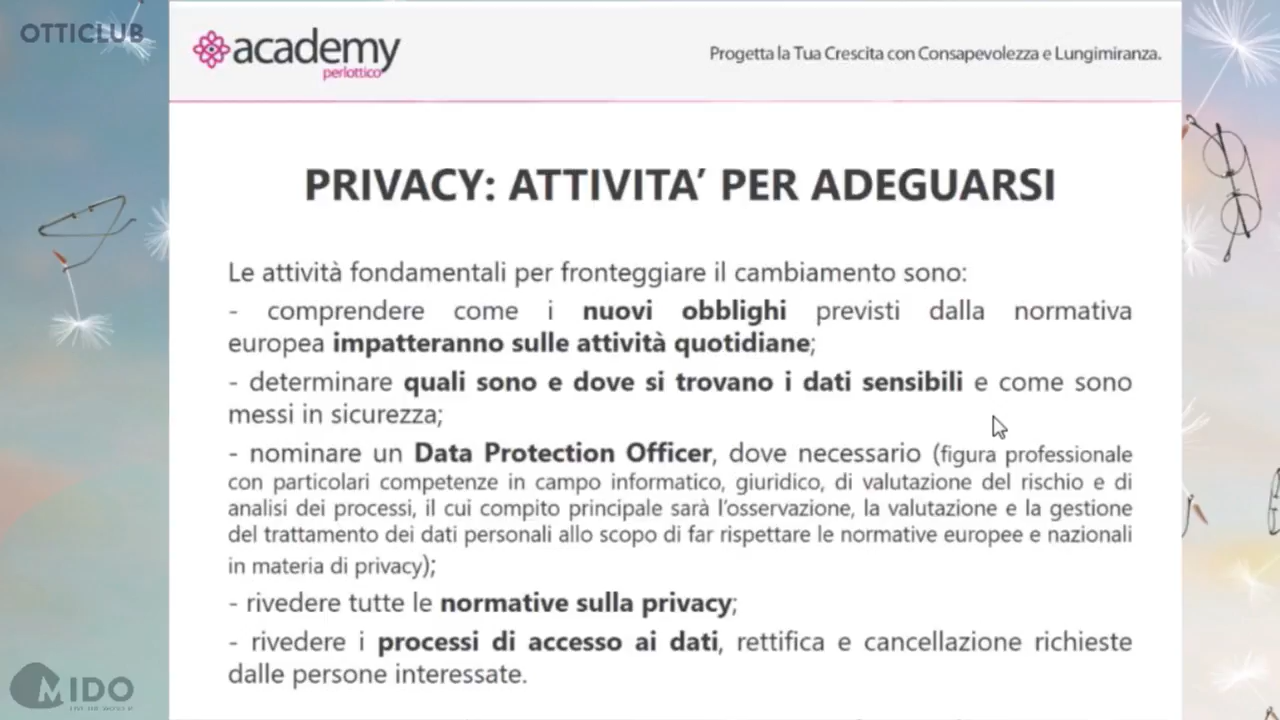 OTTICLUB
academy
perlottico
Progetta la Tua Crescita con Consapevolezza e Lungimiranza.
PRIVACY: ATTIVITA’ PER ADEGUARSI
Le attività fondamentali per fronteggiare il cambiamento sono:
- comprendere come i nuovi obblighi previsti dalla normativa
europea impatteranno sulle attività quotidiane;
- determinare quali sono e dove si trovano i dati sensibili e come sono
messi in sicurezza;
- nominare un Data Protection Officer, dove necessario (figura professionale
con particolari competenze in campo informatico, giuridico, di valutazione del rischio e di
analisi dei processi, il cui compito principale sarà l’osservazione, la valutazione e la gestione
del trattamento dei dati personali allo scopo di far rispettare le normative europee e nazionali
in materia di privacy);
- rivedere tutte le normative sulla privacy;
- rivedere i processi di accesso ai dati, rettifica e cancellazione richieste
dalle persone interessate.
MIDO